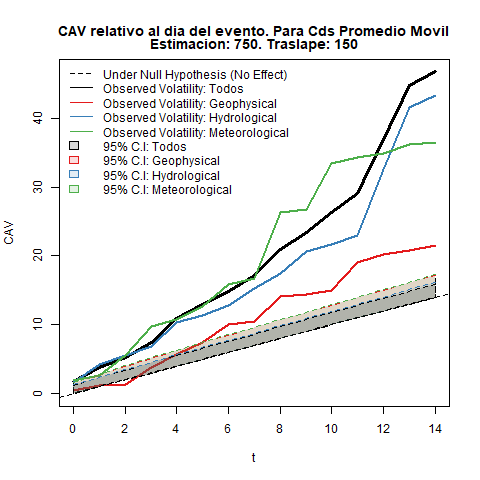 CAV relativo al dia del evento. Para Cds Promedio Movil
Estimacion: 750. Traslape: 150
Under Null Hypothesis (No Effect)
Observed Volatility: Todos
Observed Volatility: Geophysical
Observed Volatility: Hydrological
Observed Volatility: Meteorological
95% C.I: Todos
95% C.I: Geophysical
95% C.I: Hydrological
95% C.I: Meteorological
CAV
40
30
20
10
0
0 2 4 6 8 10 12 14
t